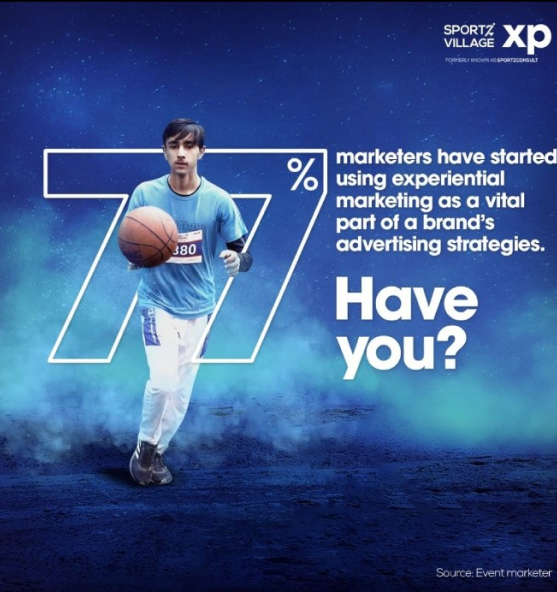 SPORTZ
VILLAGE
xp
FORMERLY KNOWN AS SPORTZCONSULT
77%
marketers have started
using experiential
marketing as a vital
part of a brand's
advertising strategies.
Have
you?
380
Source: Event marketer